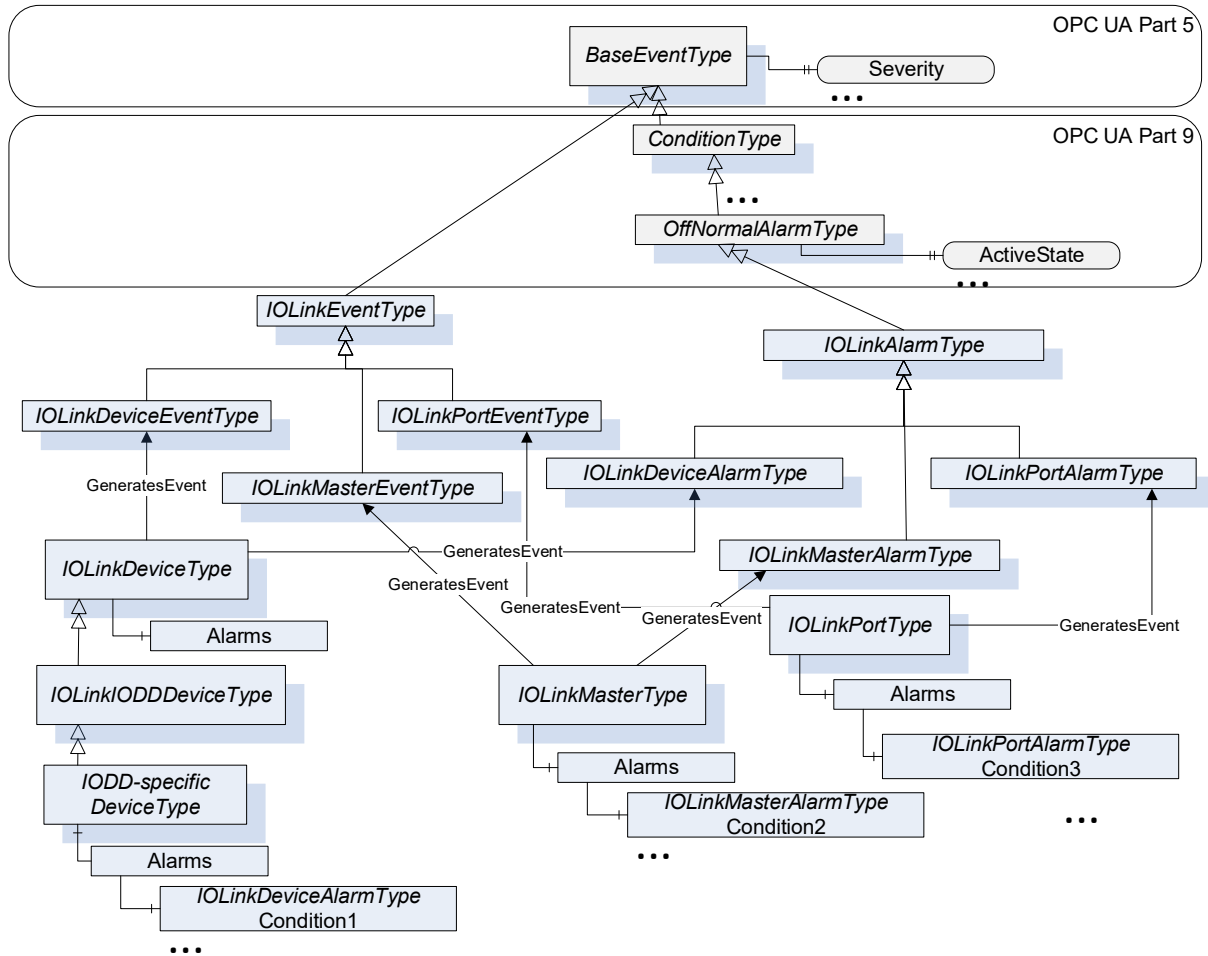 OPC UA Part 5
BaseEventType
Severity
...
OPC UA Part 9
ConditionType
...
OffNormalAlarmType
ActiveState
...
IOLinkEventType
IOLinkAlarmType
IOLinkDeviceEventType
IOLinkPortEventType
IOLinkDeviceAlarmType
IOLinkPortAlarmType
GeneratesEvent
IOLinkMasterEventType
IOLinkDeviceType
GeneratesEvent
IOLinkMasterAlarmType
GeneratesEvent
GeneratesEvent
GeneratesEvent
IOLinkPortType
GeneratesEvent
Alarms
IOLinkIODDDeviceType
IOLinkMasterType
Alarms
IOLinkPortAlarmType
Condition3
Alarms
IODD-specific
DeviceType
IOLinkMasterAlarmType
Condition2
...
...
Alarms
IOLinkDeviceAlarmType
Condition1
...